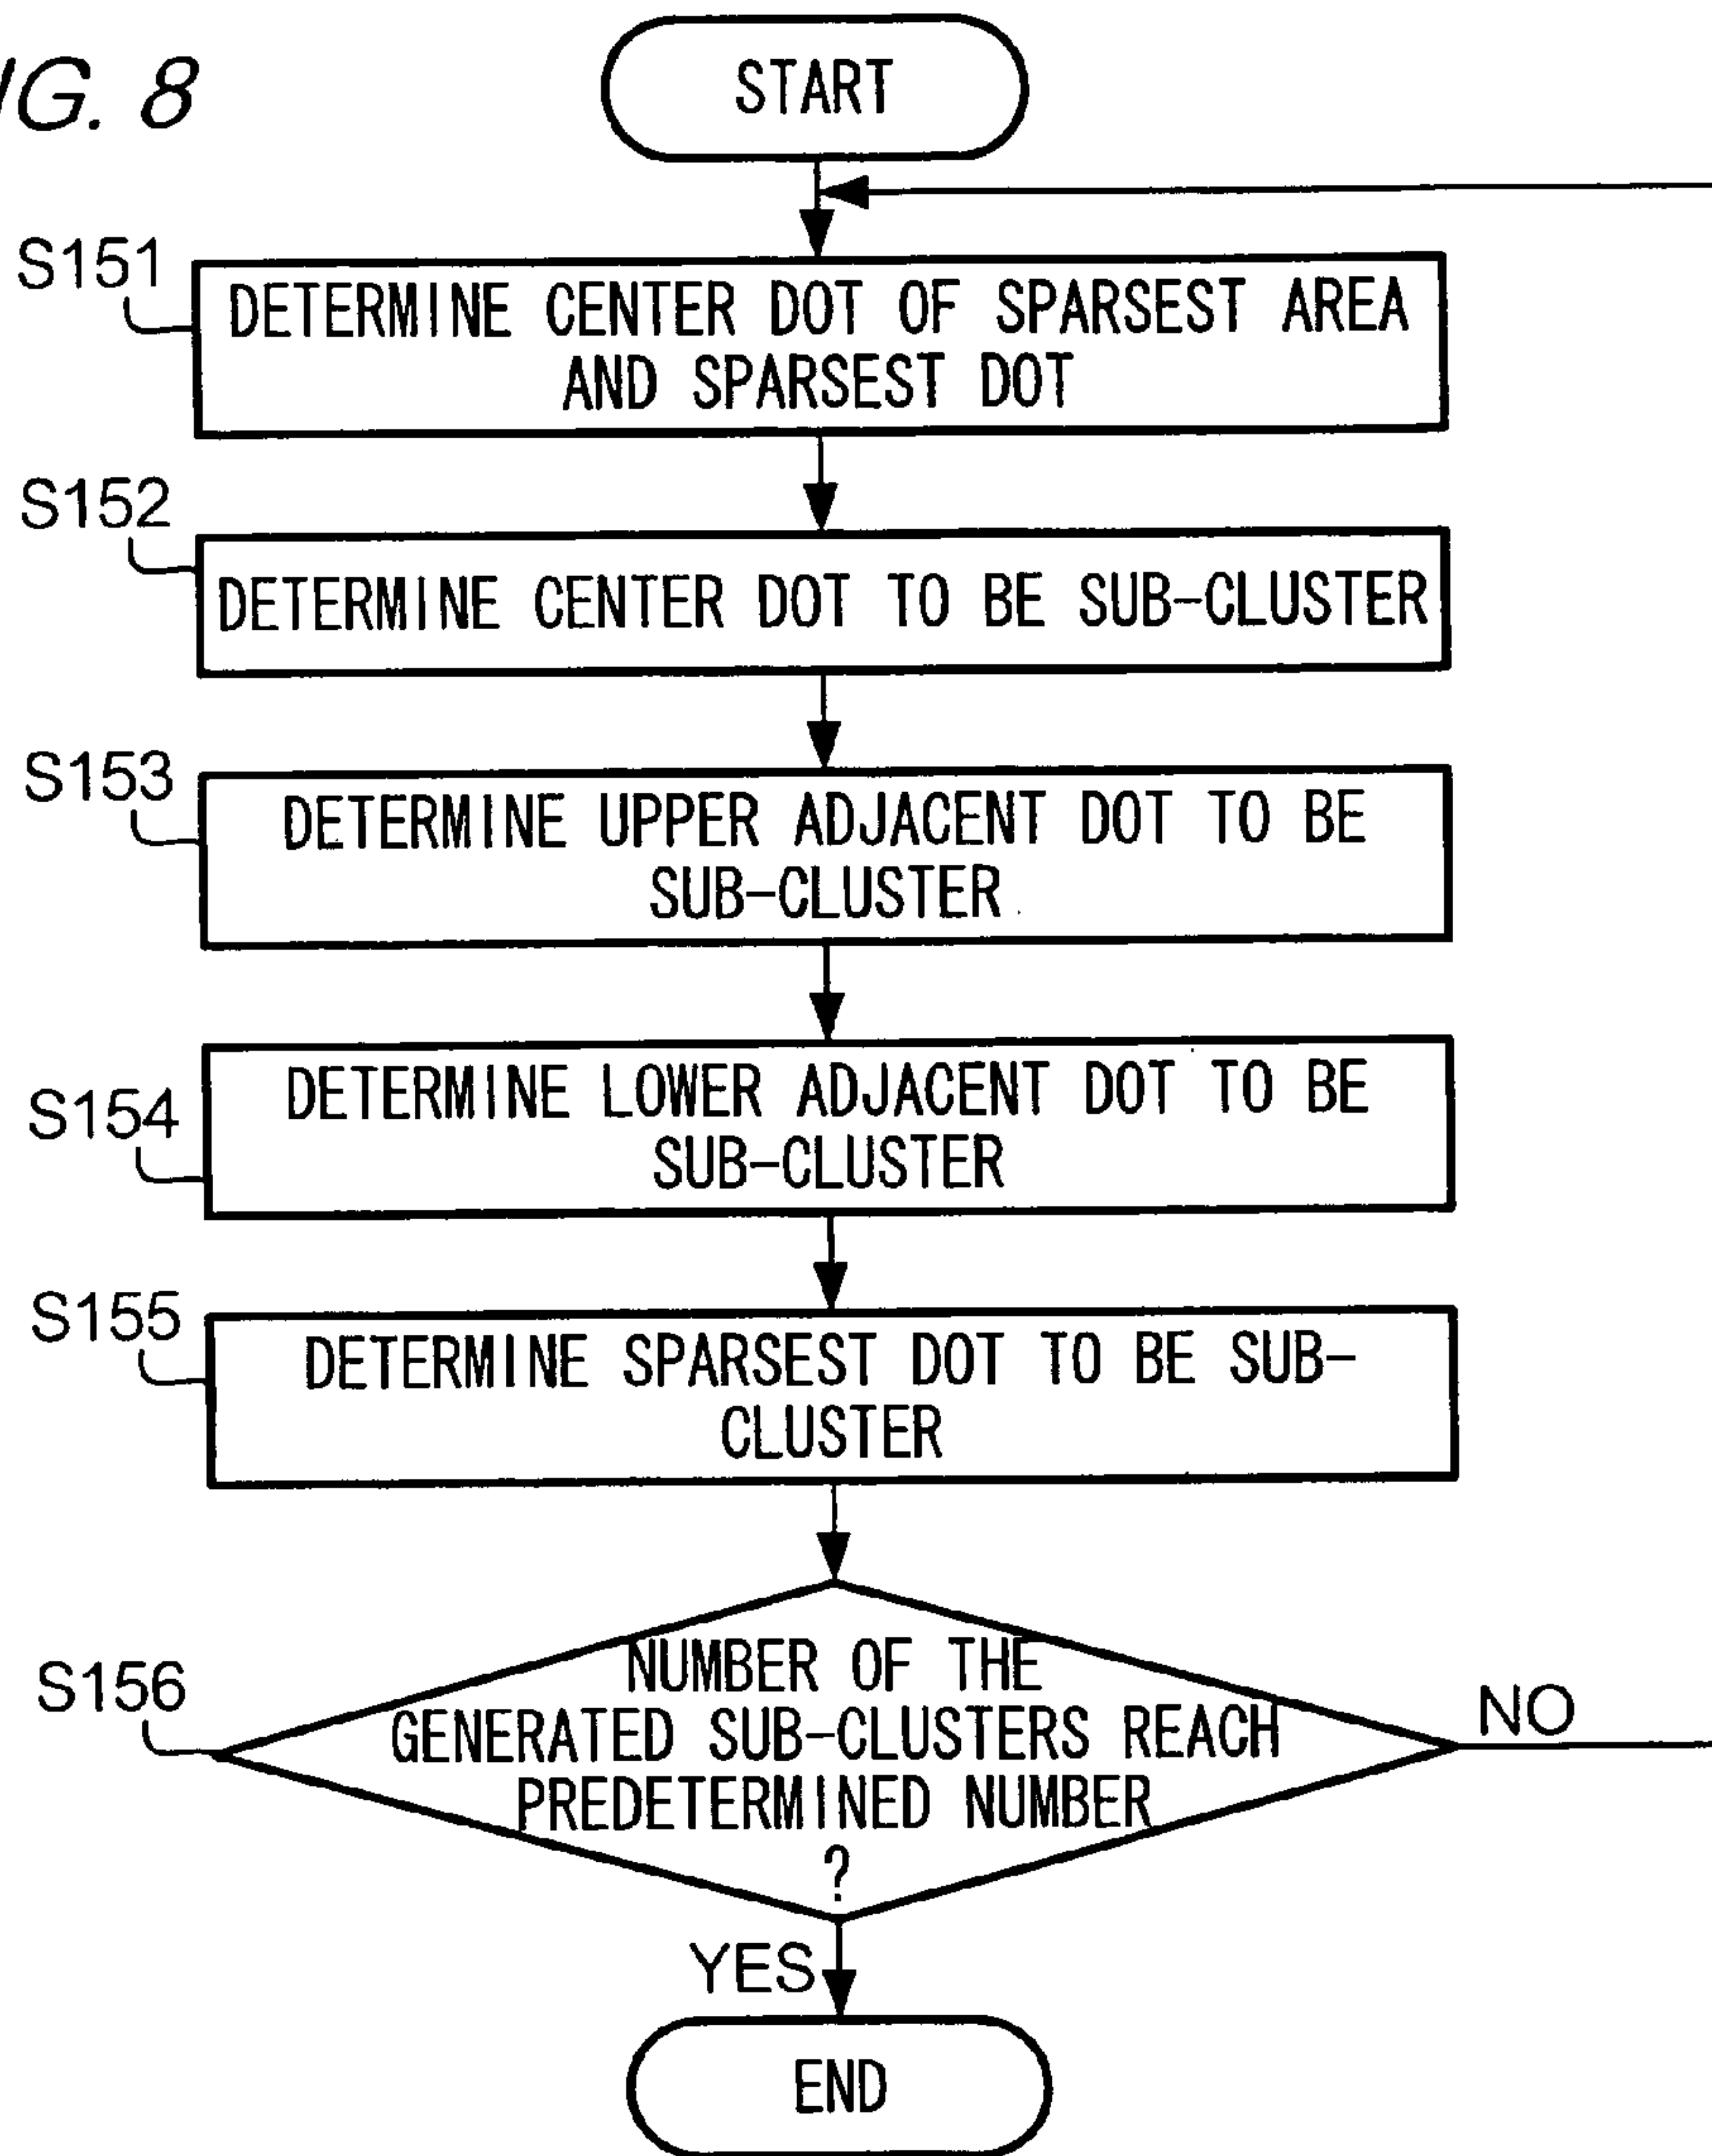 IG. 8
START
S151
DETERMINE CENTER DOT OF SPARSEST AREA
AND SPARSEST DOT
S152
DETERMINE CENTER DOT TO BE SUB-CLUSTER
S153
DETERMINE UPPER ADJACENT DOT TO BE
SUB-CLUSTER
S154
DETERMINE LOWER ADJACENT DOT TO BE
SUB-CLUSTER
S155
DETERMINE SPARSEST DOT TO BE SUB-
CLUSTER
S156
NUMBER OF THE
GENERATED SUB-CLUSTERS REACH
PREDETERMINED NUMBER
?
NO
YES
END